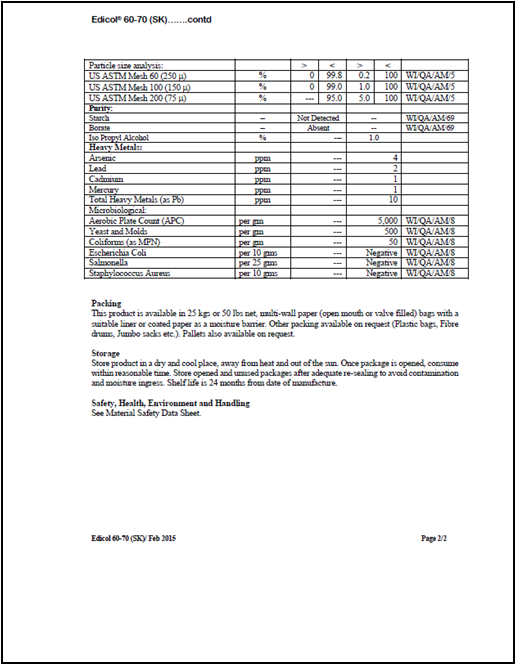 Edicol® 60-70 (SK)…….contd
Particle size analysis: > < > <
US ASTM Mesh 60 (250 µ) % 0 99.8 0.2 100 WI/QA/AM/5
US ASTM Mesh 100 (150 µ) % 0 99.0 1.0 100 WI/QA/AM/5
US ASTM Mesh 200 (75 µ) % --- 95.0 5.0 100 WI/QA/AM/5
Purity:
Starch -- Not Detected -- WI/QA/AM/69
Borate -- Absent -- WI/QA/AM/69
Iso Propyl Alcohol % --- 1.0
Heavy Metals:
Arsenic ppm --- 4
Lead ppm --- 2
Cadmium ppm --- 1
Mercury ppm --- 1
Total Heavy Metals (as Pb) ppm --- 10
Microbiological:
Aerobic Plate Count (APC) per gm --- 5,000 WI/QA/AM/8
Yeast and Molds per gm --- 500 WI/QA/AM/8
Coliforms (as MPN) per gm --- 50 WI/QA/AM/8
Escherichia Coli per 10 gms --- Negative WI/QA/AM/8
Salmonella per 25 gms --- Negative WI/QA/AM/8
Staphylococcus Aureus per 10 gms --- Negative WI/QA/AM/8
Packing
This product is available in 25 kgs or 50 lbs net, multi-wall paper (open mouth or valve filled) bags with a
suitable liner or coated paper as a moisture barrier. Other packing available on request (Plastic bags, Fibre
drums, Jumbo sacks etc.). Pallets also available on request.
Storage
Store product in a dry and cool place, away from heat and out of the sun. Once package is opened, consume
within reasonable time. Store opened and unused packages after adequate re-sealing to avoid contamination
and moisture ingress. Shelf life is 24 months from date of manufacture.
Safety, Health, Environment and Handling
See Material Safety Data Sheet.
Edicol 60-70 (SK)/ Feb 2015 Page 2/2